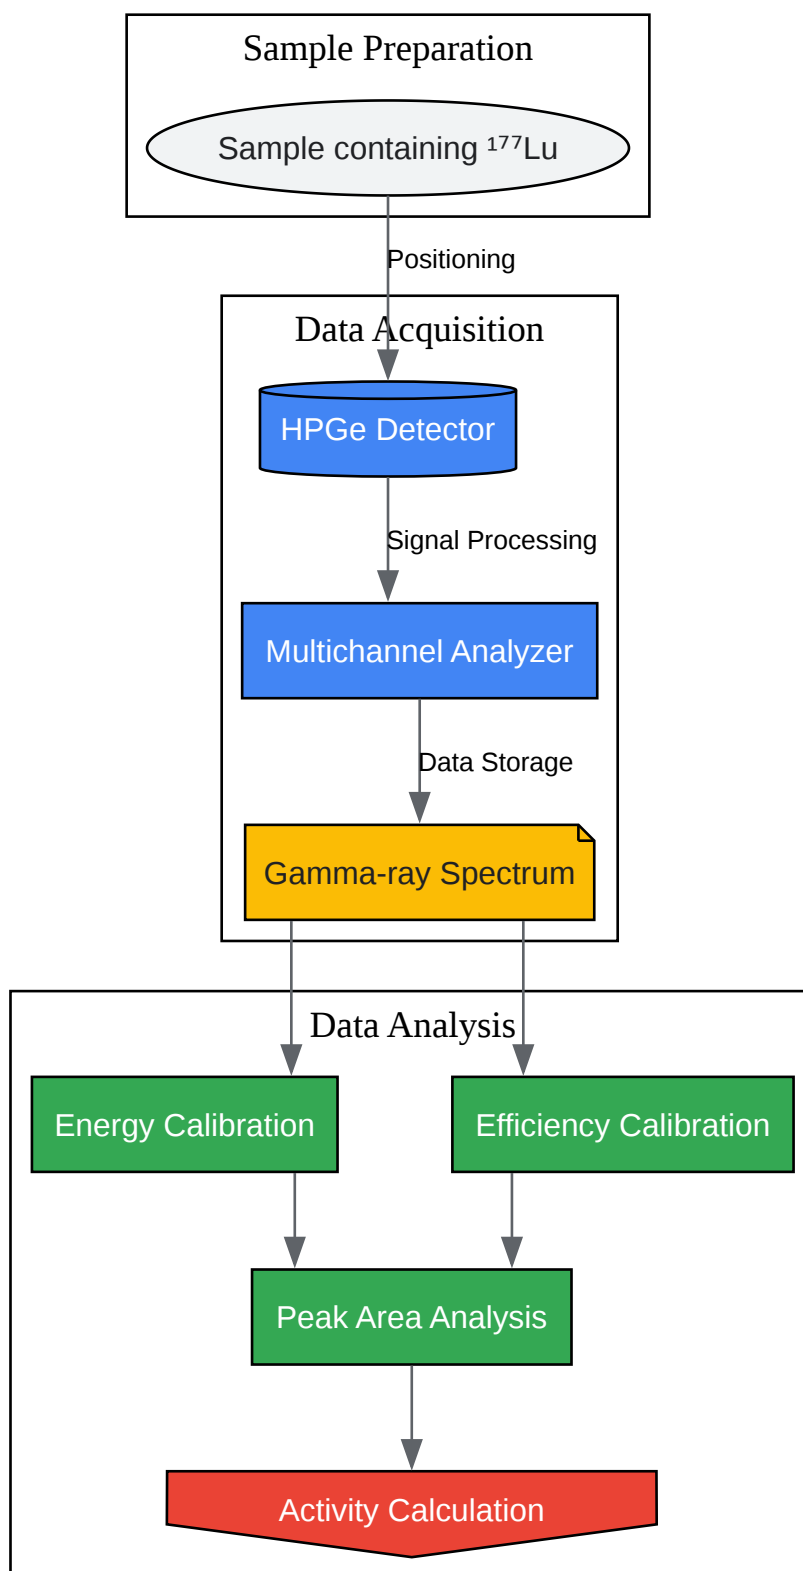 Sample Preparation
Sample containing ¹⁷⁷Lu
Positioning
Data Acquisition
HPGe Detector
Signal Processing
Multichannel Analyzer
Data Storage
Gamma-ray Spectrum
Data Analysis
Energy Calibration
Efficiency Calibration
Peak Area Analysis
Activity Calculation